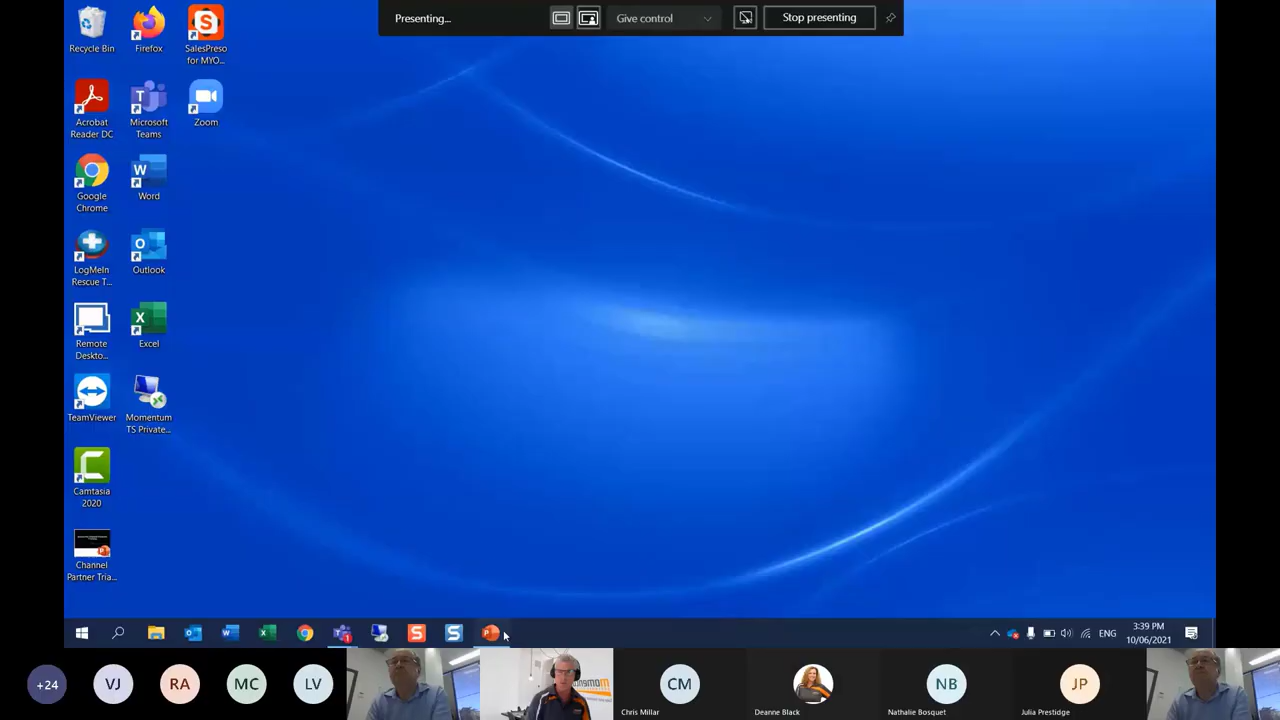 Presenting...
Give control
Stop presenting
Recycle Bin
Firefox
SalesPreso
for MYO...
Acrobat
Reader DC
Microsoft
Teams
Zoom
Google
Chrome
Word
LogMeIn
Rescue T...
Outlook
Remote
Deskto...
Excel
TeamViewer
Momentum
TS Private...
Camtasia
2020
Channel
Partner Tria...
ENG
3:39 PM
10/06/2021
+24
VJ
RA
MC
LV
CM
Chris Millar
Deanne Black
NB
Nathalie Bosquet
JP
Julia Prestidge